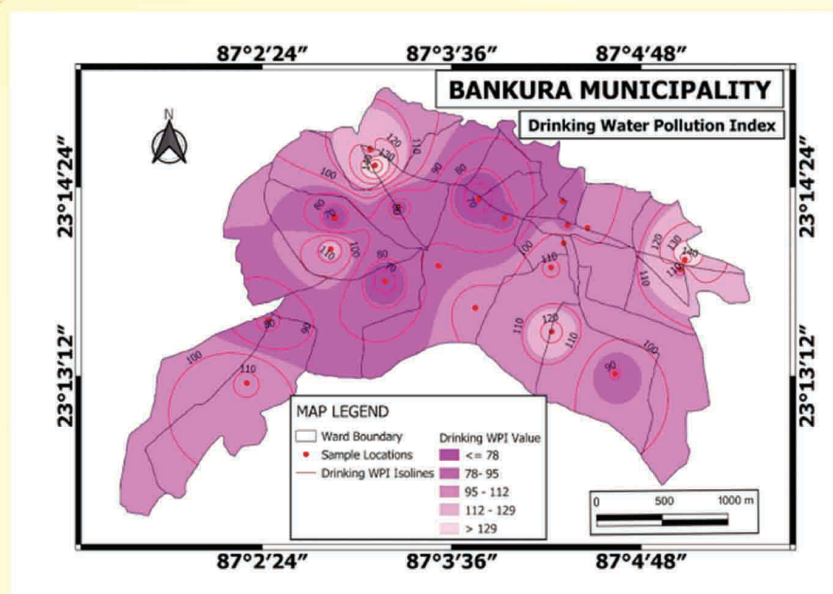 87°2'24" 87°3'36" 87°4'48"
BANKURA MUNICIPALITY
Drinking Water Pollution Index
N
23°14'24"
23°13'12"
120
130
110
100
90
80
70
80
80
110
100
80
70
80
90
100
110
100
110
110
120
110
90
100
120
130
140
110
110
MAP LEGEND
Ward Boundary
Sample Locations
Drinking WPI Isolines
Drinking WPI Value
<= 78
78- 95
95 - 112
112 - 129
> 129
0 500 1000 m
23°14'24"
23°13'12"
87°2'24" 87°3'36" 87°4'48"